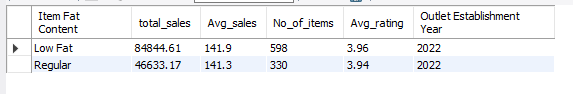 Item Fat Content total_sales Avg_sales No_of_items Avg_rating Outlet Establishment Year
Low Fat 84844.61 141.9 598 3.96 2022
Regular 46633.17 141.3 330 3.94 2022